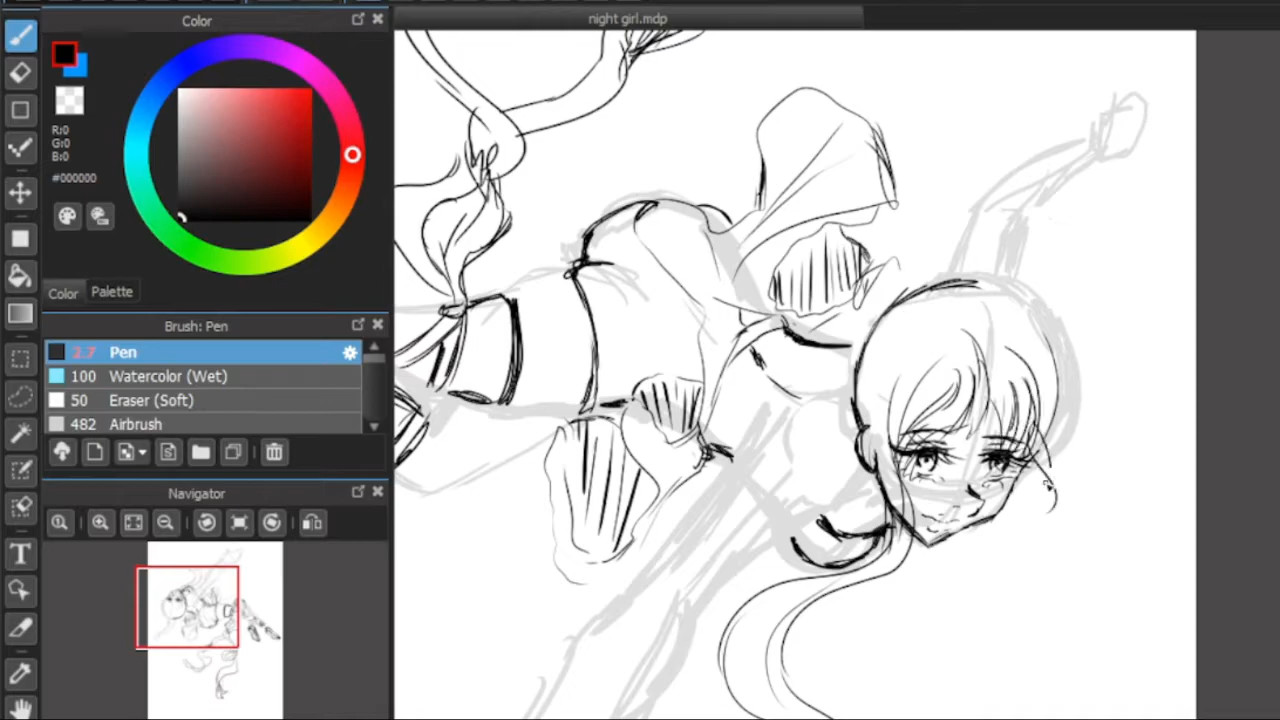 Color
night girl.mdp
R:0
G:0
B:0
#000000
Color
Palette
Brush: Pen
2.7 Pen
100 Watercolor (Wet)
50 Eraser (Soft)
482 Airbrush
Navigator
T